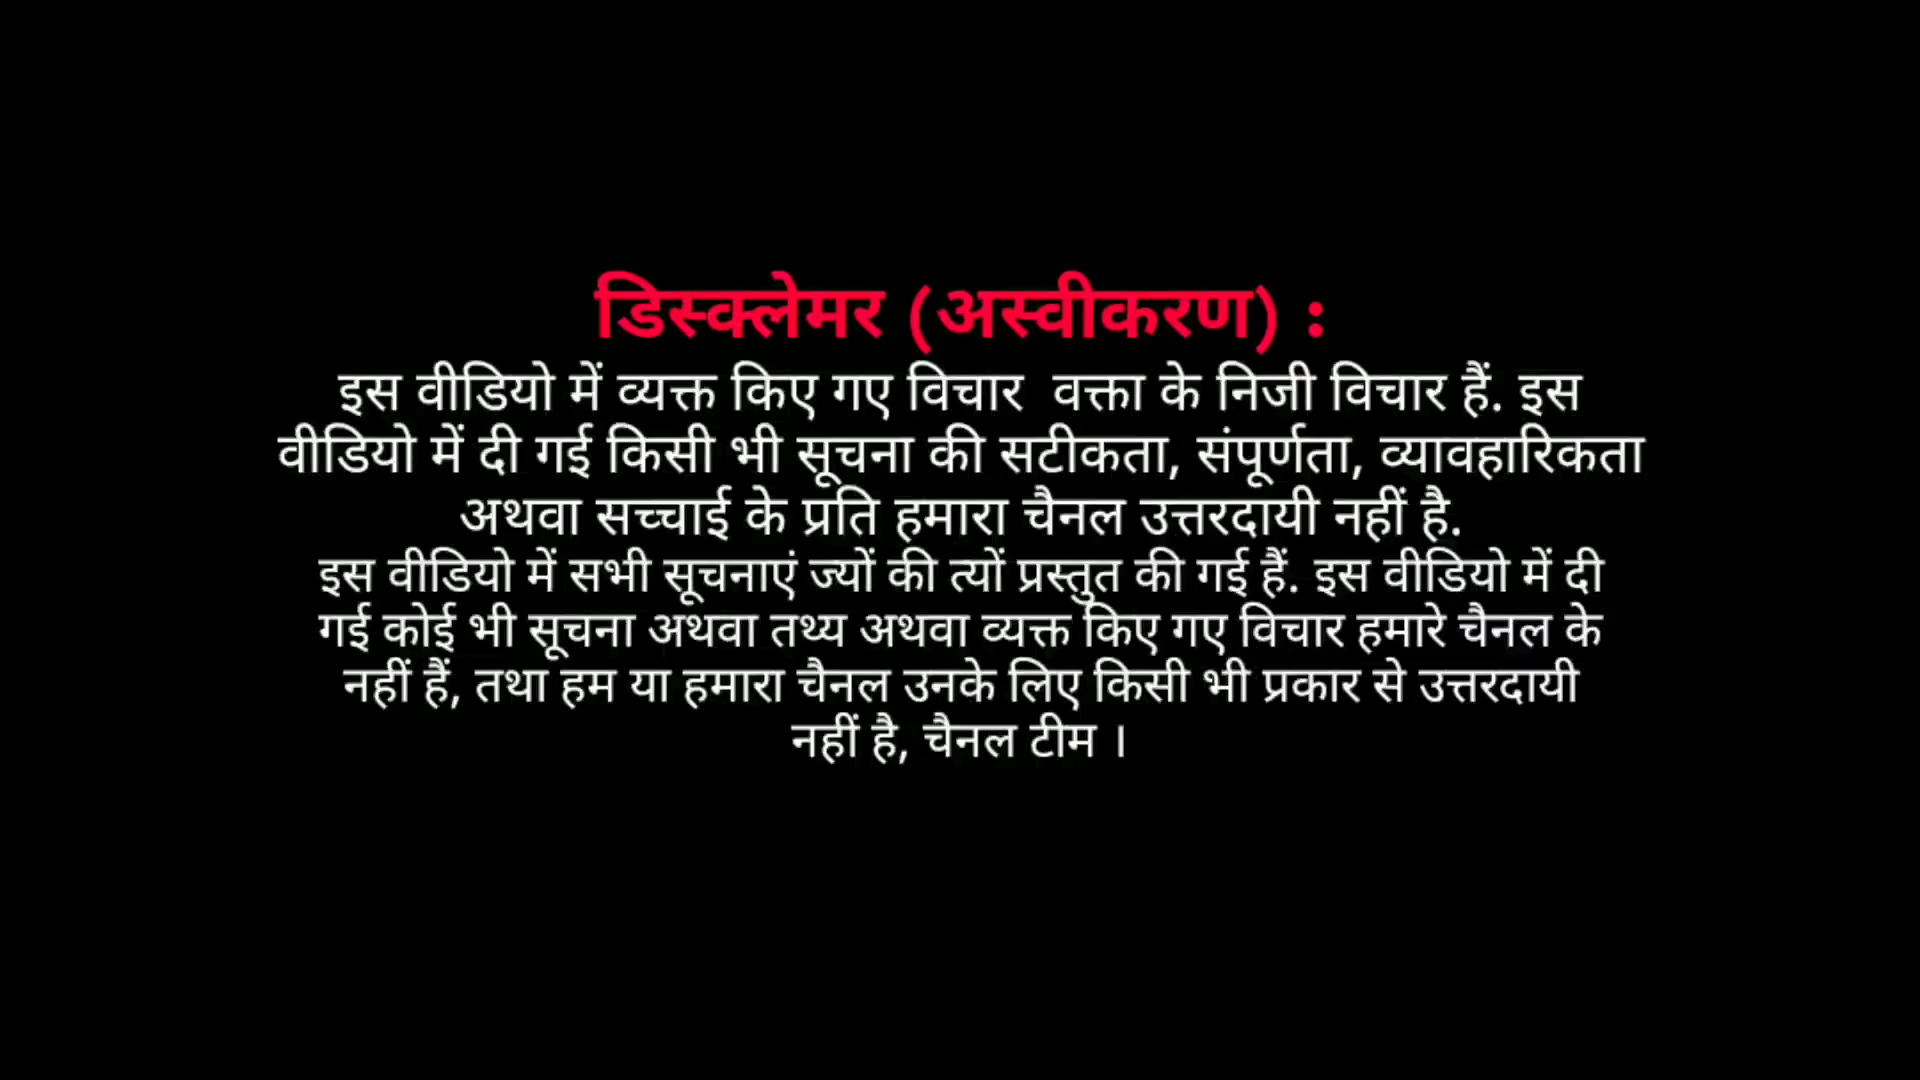 डिस्क्लेमर (अस्वीकरण) :
इस वीडियो में व्यक्त किए गए विचार  वक्ता के निजी विचार हैं. इस
वीडियो में दी गई किसी भी सूचना की सटीकता, संपूर्णता, व्यावहारिकता
अथवा सच्चाई के प्रति हमारा चैनल उत्तरदायी नहीं है.
इस वीडियो में सभी सूचनाएं ज्यों की त्यों प्रस्तुत की गई हैं. इस वीडियो में दी
गई कोई भी सूचना अथवा तथ्य अथवा व्यक्त किए गए विचार हमारे चैनल के
नहीं हैं, तथा हम या हमारा चैनल उनके लिए किसी भी प्रकार से उत्तरदायी
नहीं है, चैनल टीम ।